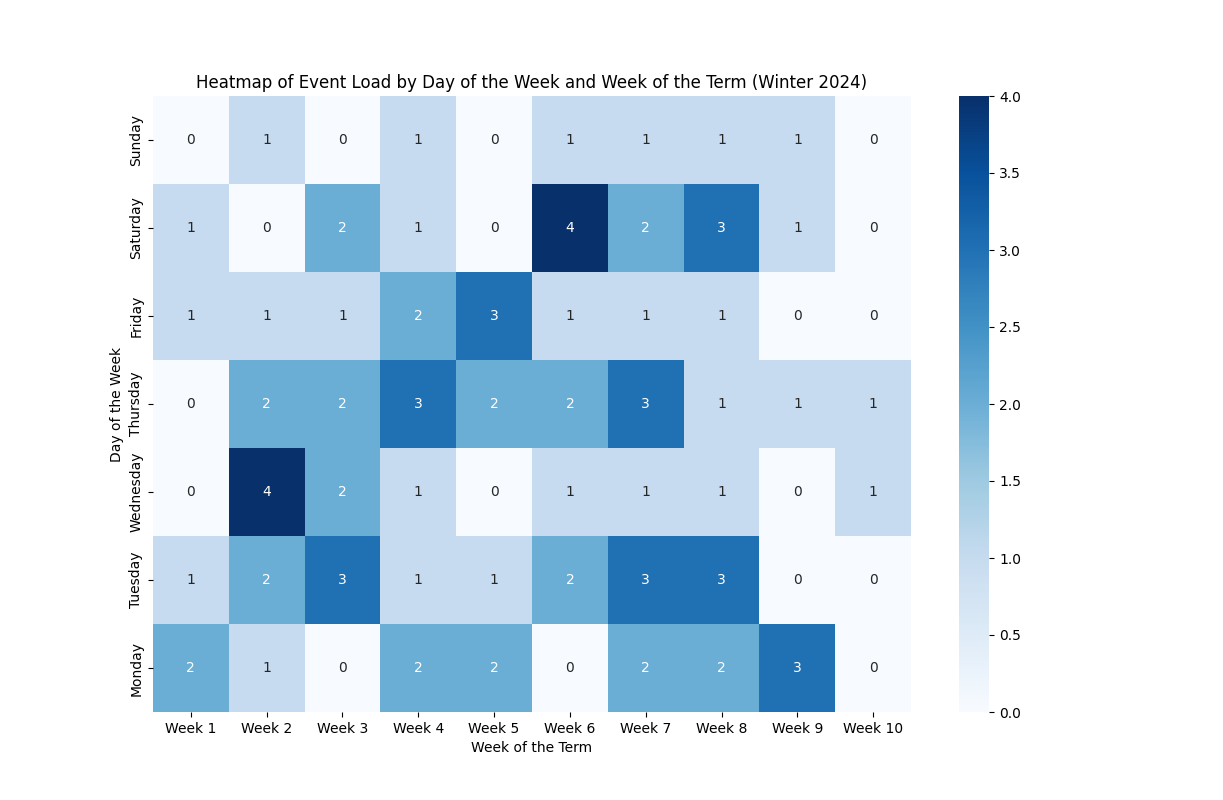 Heatmap of Event Load by Day of the Week and Week of the Term (Winter 2024)
Day of the Week
Sunday 0 1 0 1 0 1 1 1 1 0
Saturday 1 0 2 1 0 4 2 3 1 0
Friday 1 1 1 2 3 1 1 1 0 0
Thursday 0 2 2 3 2 2 3 1 1 1
Wednesday 0 4 2 1 0 1 1 1 0 1
Tuesday 1 2 3 1 1 2 3 3 0 0
Monday 2 1 0 2 2 0 2 2 3 0
Week 1 Week 2 Week 3 Week 4 Week 5 Week 6 Week 7 Week 8 Week 9 Week 10
Week of the Term
4.0
3.5
3.0
2.5
2.0
1.5
1.0
0.5
0.0